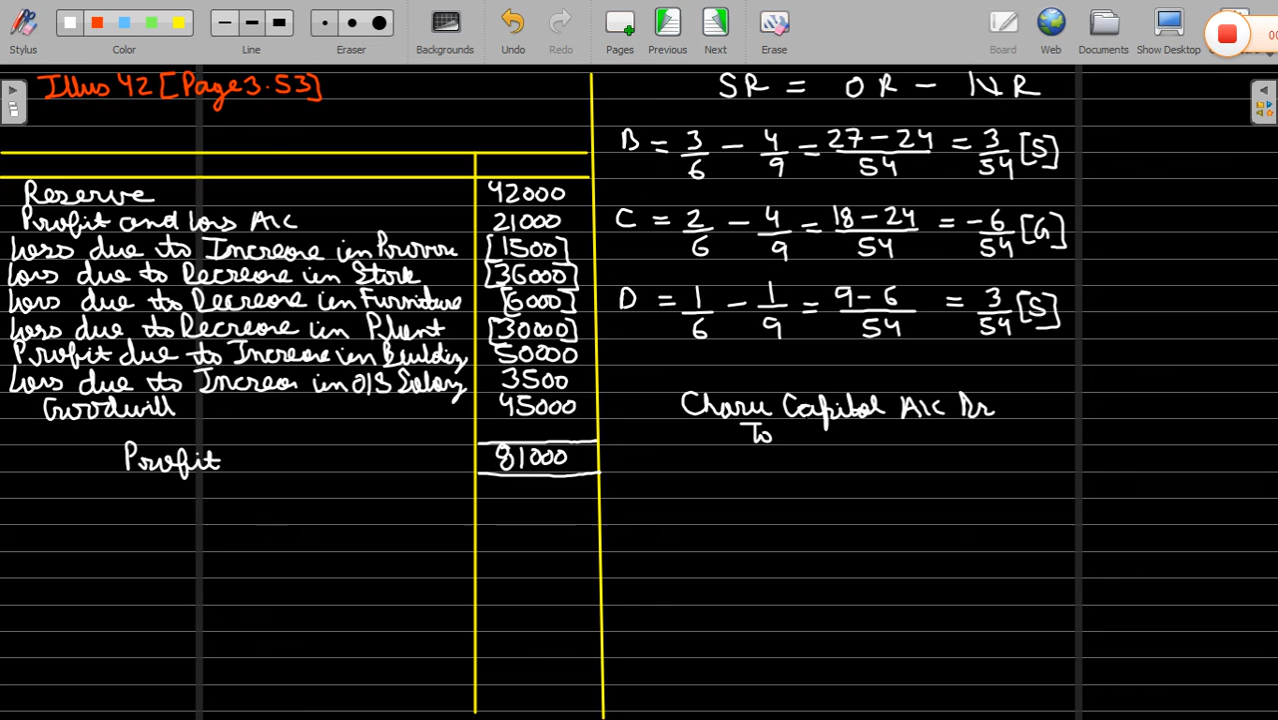 Stylus Color Line Eraser Backgrounds Undo Redo Pages Previous Next Erase Board Web Documents Show Desktop
Illus 42 [Page 3.53]
Reserve 42000
Profit and Loss A/C 21000
Loss due to Increase in [1500]
Loss due to Decrease in Stock [36000]
Loss due to Decrease in Furniture [6000]
Loss due to Decrease in Plant [30000]
Profit due to Increase in Building 50000
Loss due to Increase in O/S Salary 3500
Goodwill 45000
Profit 81000
SR = OR - NR
B = 3/6 - 4/9 = 27-24/54 = 3/54 [S]
C = 2/6 - 4/9 = 18-24/54 = -6/54 [G]
D = 1/6 - 1/9 = 9-6/54 = 3/54 [S]
Charu Capital A/C Dr
To